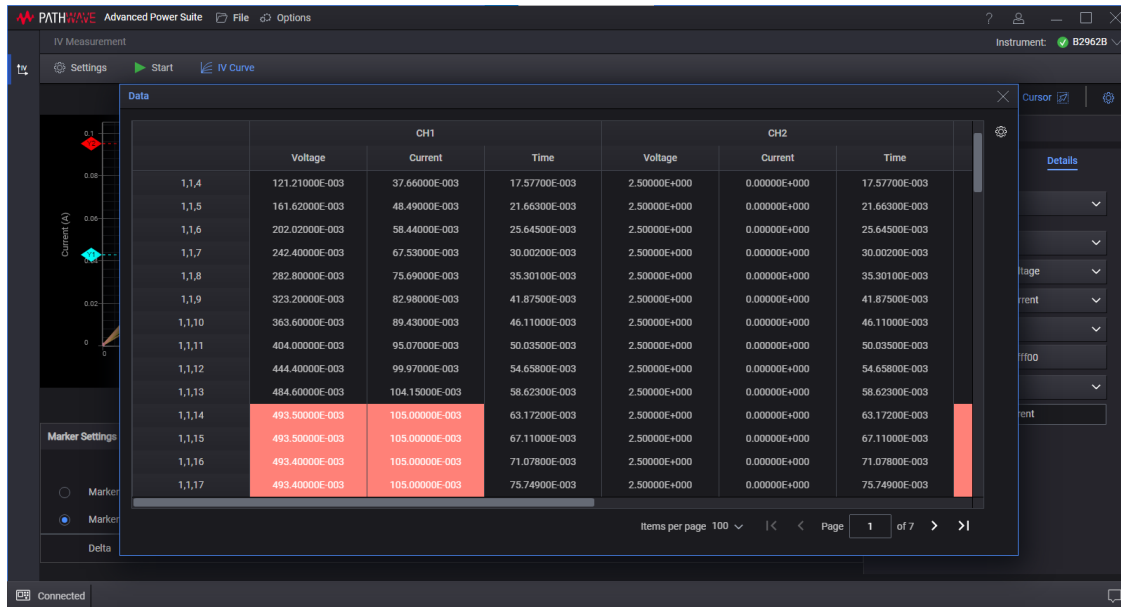 PATHWAVE Advanced Power Suite File Options ?
IV Measurement Instrument: B2962B
IV Settings Start IV Curve
Data Cursor
CH1 CH2
Voltage Current Time Voltage Current Time Details
1,1,4 121.21000E-003 37.66000E-003 17.57700E-003 2.50000E+000 0.00000E+000 17.57700E-003
1,1,5 161.62000E-003 48.49000E-003 21.66300E-003 2.50000E+000 0.00000E+000 21.66300E-003
1,1,6 202.02000E-003 58.44000E-003 25.64500E-003 2.50000E+000 0.00000E+000 25.64500E-003
1,1,7 242.40000E-003 67.53000E-003 30.00200E-003 2.50000E+000 0.00000E+000 30.00200E-003
1,1,8 282.80000E-003 75.69000E-003 35.30100E-003 2.50000E+000 0.00000E+000 35.30100E-003 ltage
1,1,9 323.20000E-003 82.98000E-003 41.87500E-003 2.50000E+000 0.00000E+000 41.87500E-003 rrent
1,1,10 363.60000E-003 89.43000E-003 46.11000E-003 2.50000E+000 0.00000E+000 46.11000E-003
1,1,11 404.00000E-003 95.07000E-003 50.03500E-003 2.50000E+000 0.00000E+000 50.03500E-003 fff00
1,1,12 444.40000E-003 99.97000E-003 54.65800E-003 2.50000E+000 0.00000E+000 54.65800E-003
1,1,13 484.60000E-003 104.15000E-003 58.62300E-003 2.50000E+000 0.00000E+000 58.62300E-003
1,1,14 493.50000E-003 105.00000E-003 63.17200E-003 2.50000E+000 0.00000E+000 63.17200E-003 rent
1,1,15 493.50000E-003 105.00000E-003 67.11000E-003 2.50000E+000 0.00000E+000 67.11000E-003
1,1,16 493.40000E-003 105.00000E-003 71.07800E-003 2.50000E+000 0.00000E+000 71.07800E-003
1,1,17 493.40000E-003 105.00000E-003 75.74900E-003 2.50000E+000 0.00000E+000 75.74900E-003
Items per page 100 Page 1 of 7
Current (A)
0.1
0.08
0.06
0.04
0.02
0
0
Marker Settings
Marker
Marker
Delta
Connected